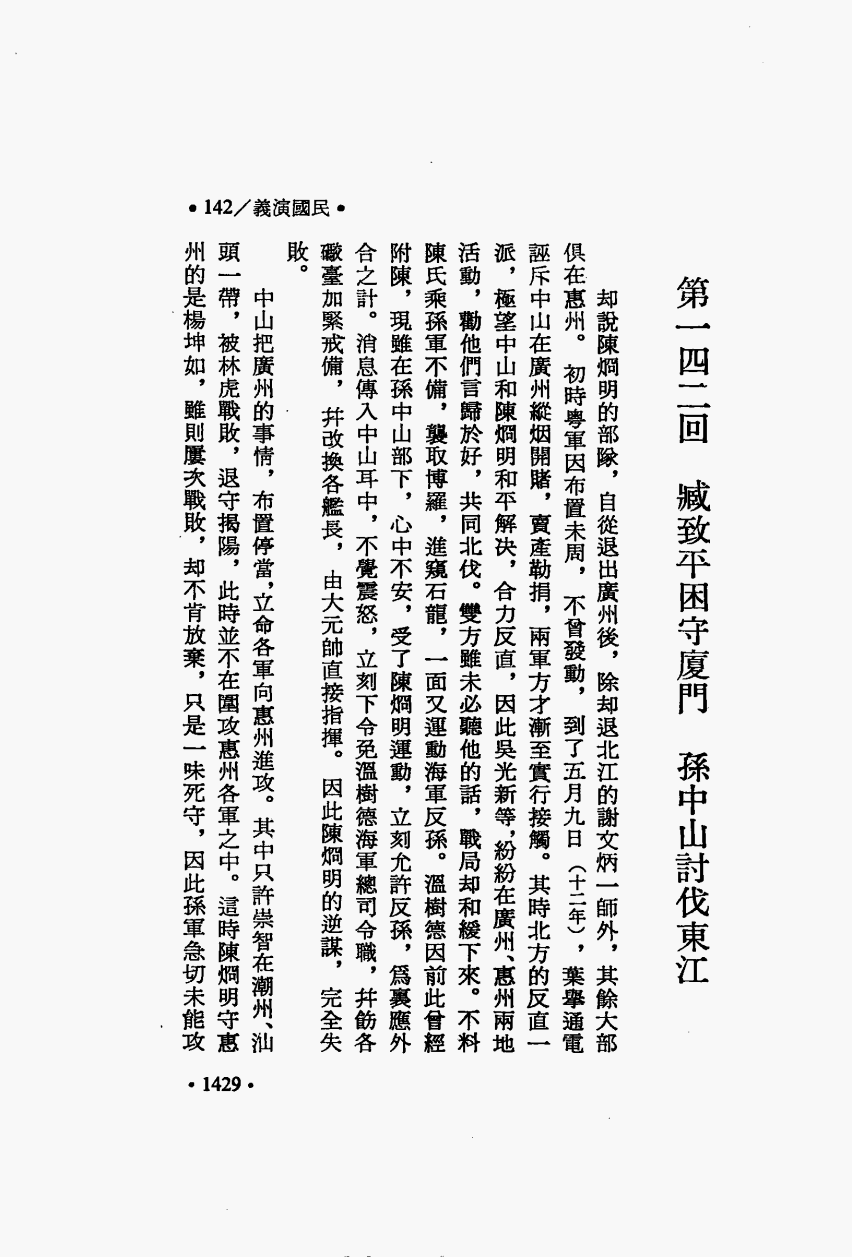 •142／義演國民•
第一四二回　臧致平困守廈門　孫中山討伐東江
却說陳烱明的部隊，自從退出廣州後，除却退北江的謝文炳一師外，其餘大部
俱在惠州。初時粵軍因布置未周，不曾發動，到了五月九日（十二年），葉舉通電
誣斥中山在廣州縱烟開賭，賣產勒捐，兩軍方才漸至實行接觸。其時北方的反直一
派，極望中山和陳烱明和平解決，合力反直，因此吳光新等，紛紛在廣州、惠州兩地
活動，勸他們言歸於好，共同北伐。雙方雖未必聽他的話，戰局却和緩下來。不料
陳氏乘孫軍不備，襲取博羅，進窺石龍，一面又運動海軍反孫。溫樹德因前此曾經
附陳，現雖在孫中山部下，心中不安，受了陳烱明運動，立刻允許反孫，爲裏應外
合之計。消息傳入中山耳中，不覺震怒，立刻下令免溫樹德海軍總司令職，幷飭各
礮臺加緊戒備，幷改換各艦長，由大元帥直接指揮。因此陳烱明的逆謀，完全失
敗。
中山把廣州的事情，布置停當，立命各軍向惠州進攻。其中只許崇智在潮州、汕
頭一帶，被林虎戰敗，退守揭陽，此時並不在圍攻惠州各軍之中。這時陳烱明守惠
州的是楊坤如，雖則屢次戰敗，却不肯放棄，只是一味死守，因此孫軍急切未能攻
•1429•